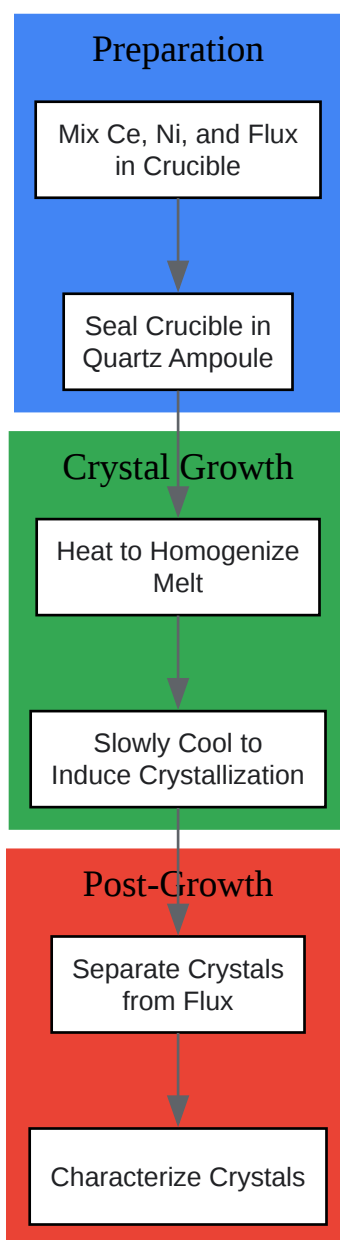 Preparation
Mix Ce, Ni, and Flux
in Crucible
Seal Crucible in
Quartz Ampoule
Crystal Growth
Heat to Homogenize
Melt
Slowly Cool to
Induce Crystallization
Post-Growth
Separate Crystals
from Flux
Characterize Crystals